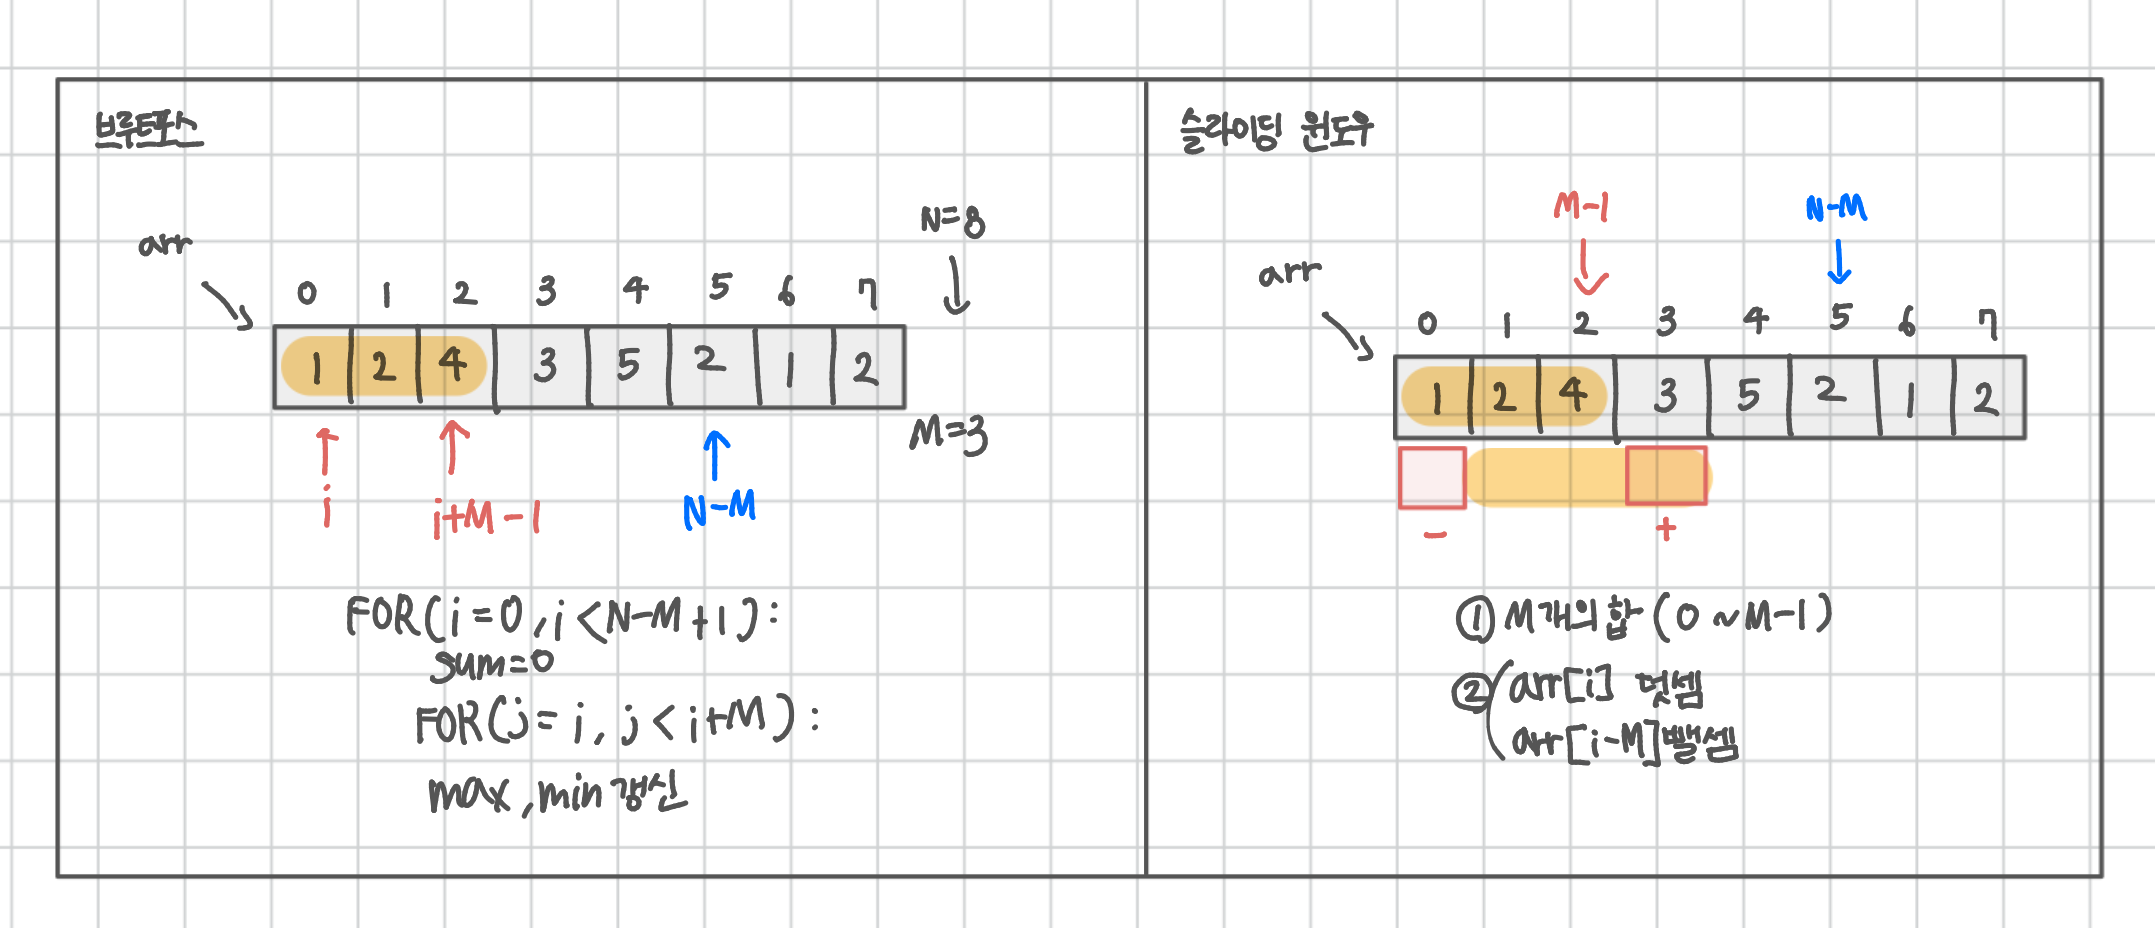 브루트포스
N=8
arr
0 1 2 3 4 5 6 7
1 2 4 3 5 2 1 2
M=3
i
i+M-1
N-M
FOR(i=0, i<N-M+1):
sum=0
FOR(j=i, j<i+M):
max, min 갱신
슬라이딩 윈도우
M-1
N-M
arr
0 1 2 3 4 5 6 7
1 2 4 3 5 2 1 2
- +
① M개의 합 (0~M-1)
② arr[i] 덧셈
arr[i-M] 뺄셈